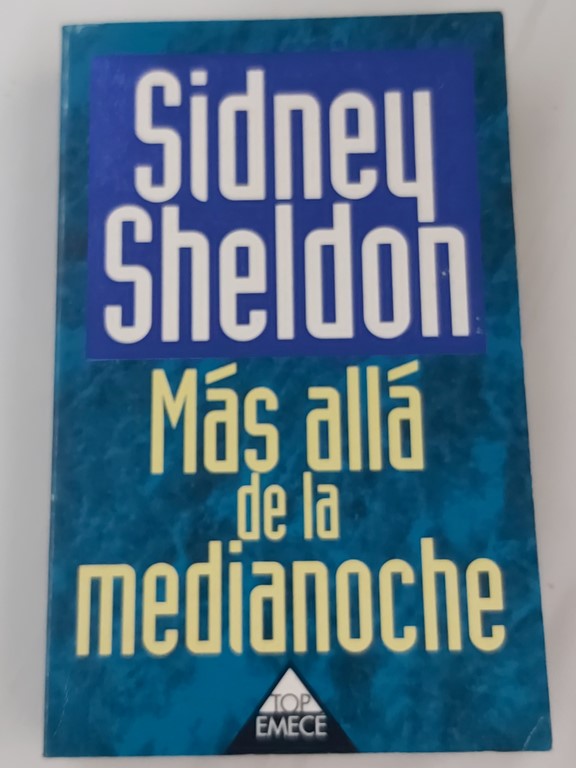 Sidney
Sheldon
Más allá
de la
medianoche
TOP
EMECE